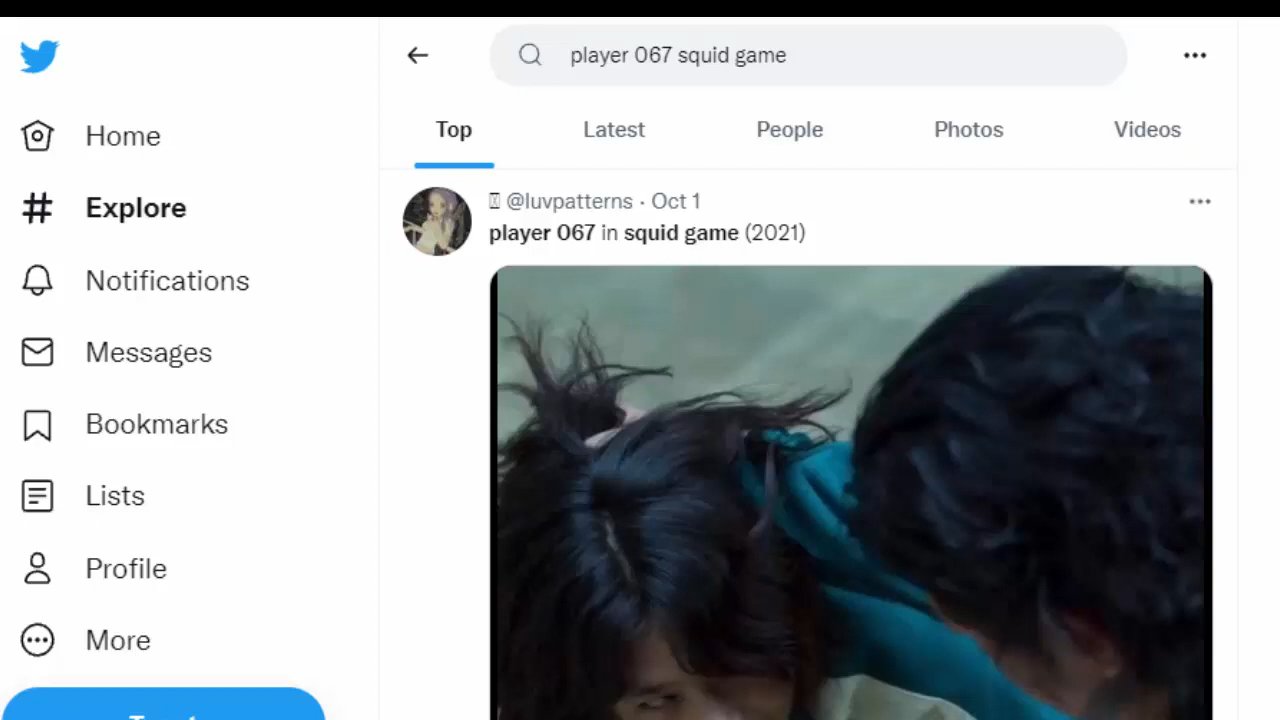 player 067 squid game
Top
Latest
People
Photos
Videos
Home
Explore
Notifications
Messages
Bookmarks
Lists
Profile
More
@luvpatterns · Oct 1
player 067 in squid game (2021)